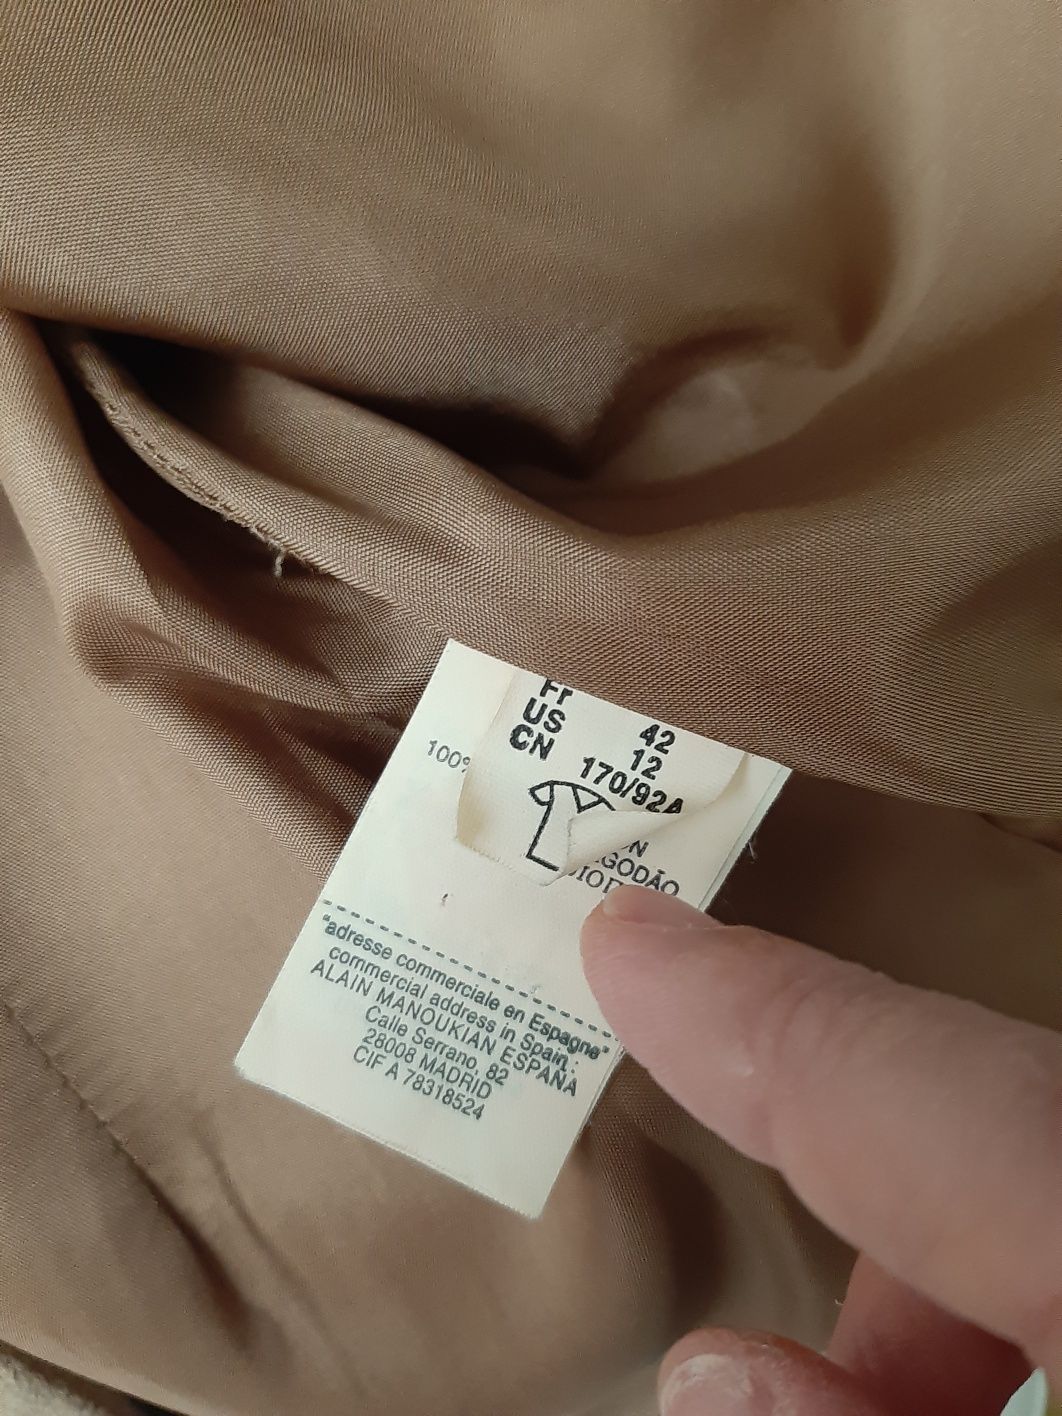 Fr 42
US 12
CN 170/92A
100%
GODÃO
"adresse commerciale en Espagne"
commercial address in Spain :
ALAIN MANOUKIAN ESPAÑA
Calle Serrano, 82
28008 MADRID
CIF A 78318524